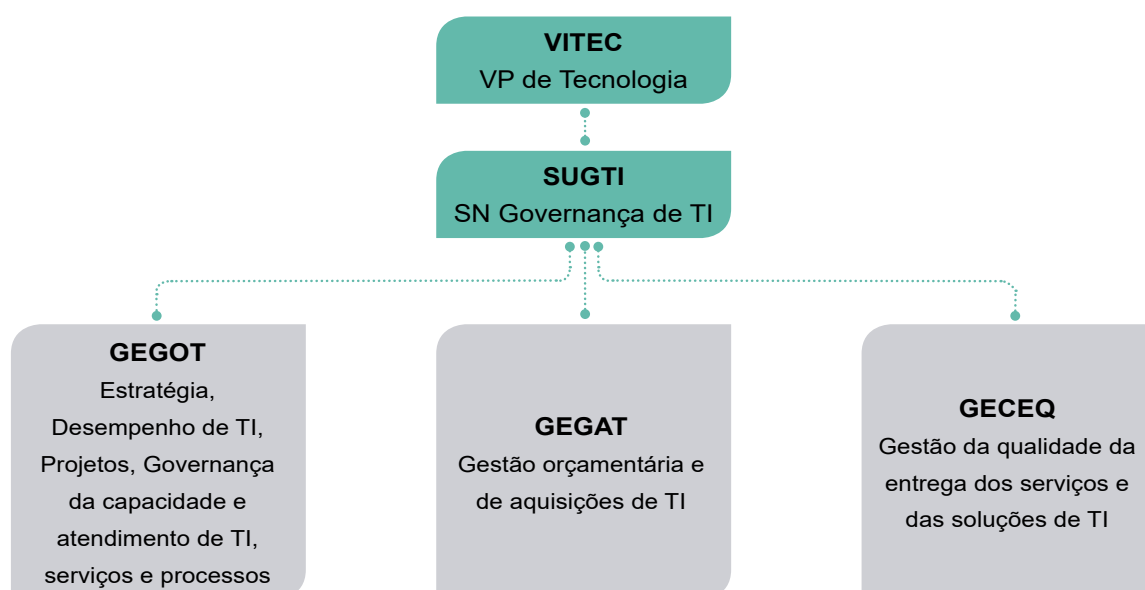 VITEC
VP de Tecnologia
SUGTI
SN Governança de TI
GEGOT
Estratégia,
Desempenho de TI,
Projetos, Governança
da capacidade e
atendimento de TI,
serviços e processos
GEGAT
Gestão orçamentária e
de aquisições de TI
GECEQ
Gestão da qualidade da
entrega dos serviços e
das soluções de TI